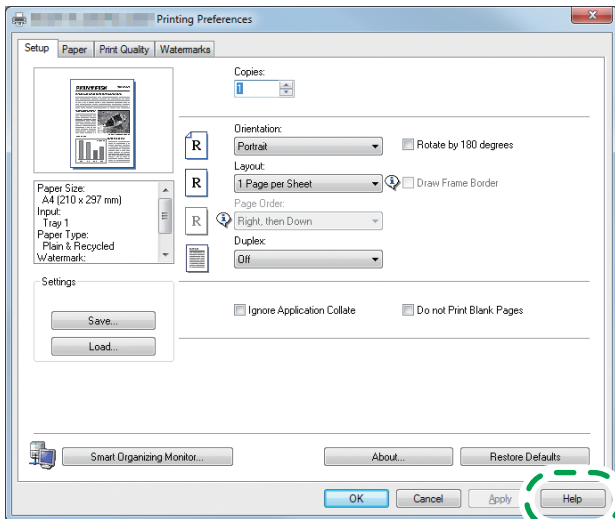 Printing Preferences
Setup Paper Print Quality Watermarks
Copies:
1
Orientation:
Portrait
Rotate by 180 degrees
Layout:
1 Page per Sheet
Draw Frame Border
Page Order:
Right, then Down
Duplex:
Off
Paper Size:
A4 (210 x 297 mm)
Input:
Tray 1
Paper Type:
Plain & Recycled
Watermark:
Settings
Save...
Load...
Ignore Application Collate
Do not Print Blank Pages
Smart Organizing Monitor...
About...
Restore Defaults
OK
Cancel
Apply
Help
R
R
R